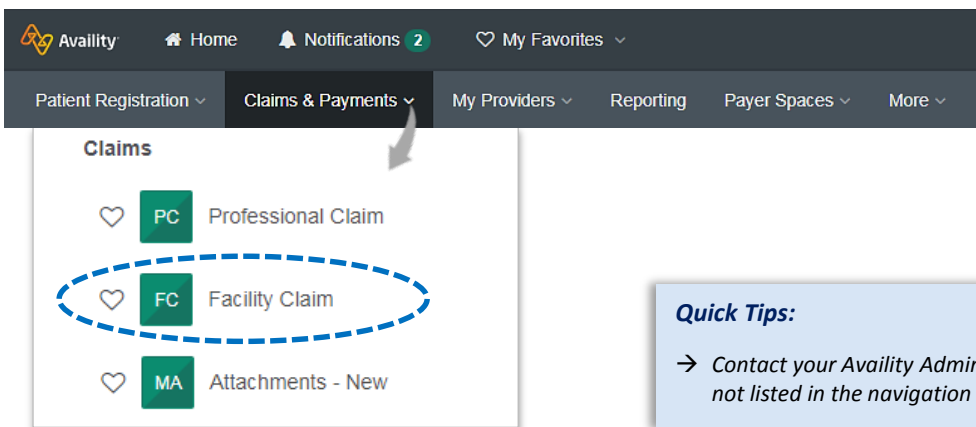 Availity Home Notifications 2 My Favorites
Patient Registration Claims & Payments My Providers Reporting Payer Spaces More
Claims
PC Professional Claim
FC Facility Claim
MA Attachments - New
Quick Tips:
→ Contact your Availity
not listed in the navigation